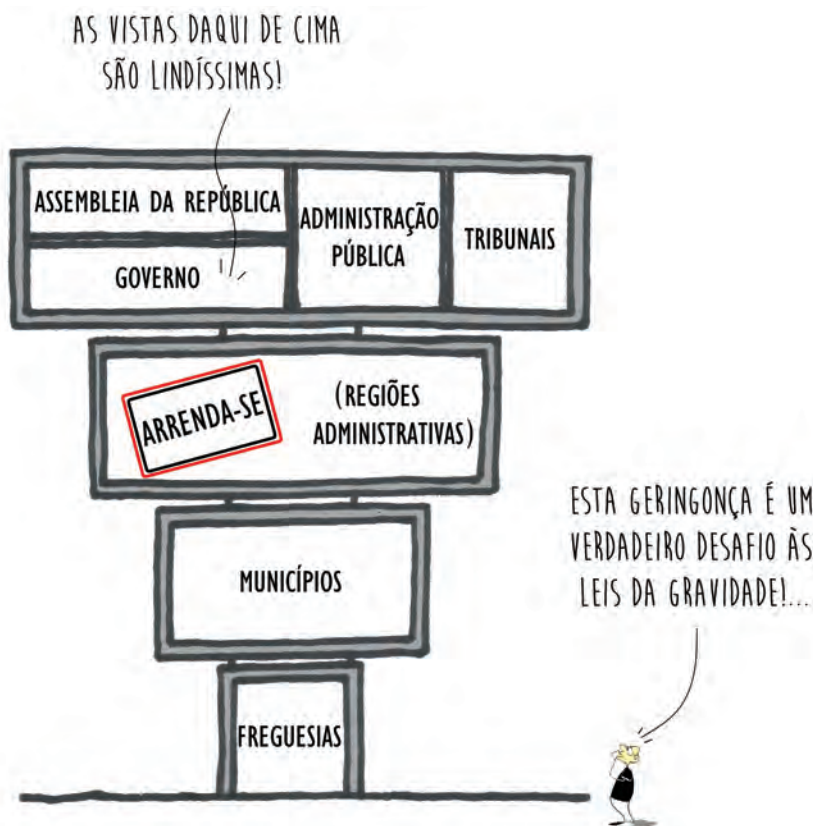 AS VISTAS DAQUI DE CIMA
SÃO LINDÍSSIMAS!
ASSEMBLEIA DA REPÚBLICA
GOVERNO
ADMINISTRAÇÃO
PÚBLICA
TRIBUNAIS
ARRENDA-SE
(REGIÕES
ADMINISTRATIVAS)
MUNICÍPIOS
FREGUESIAS
ESTA GERINGONÇA É UM
VERDADEIRO DESAFIO ÀS
LEIS DA GRAVIDADE!...